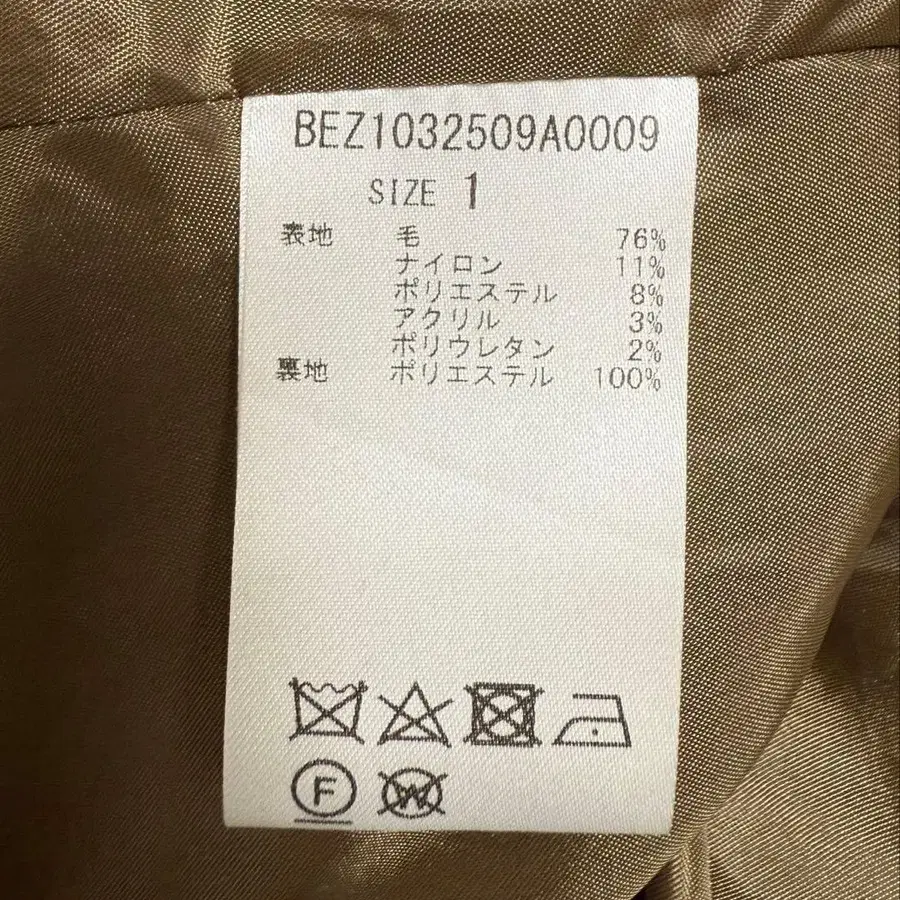 BEZ1032509A0009
SIZE 1
表地 毛 76%
ナイロン 11%
ポリエステル 8%
アクリル 3%
ポリウレタン 2%
裏地 ポリエステル 100%
F W